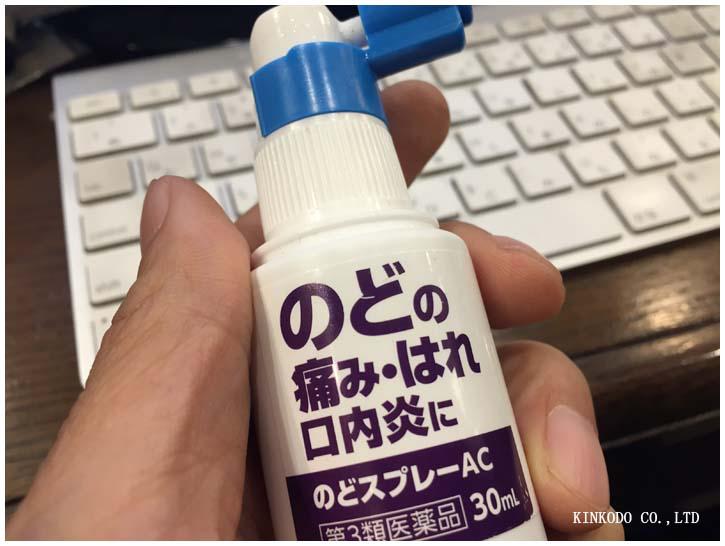 のどの
痛み・はれ
口内炎に
のどスプレーAC
第3類医薬品 30mL
KINKODO CO.,LTD